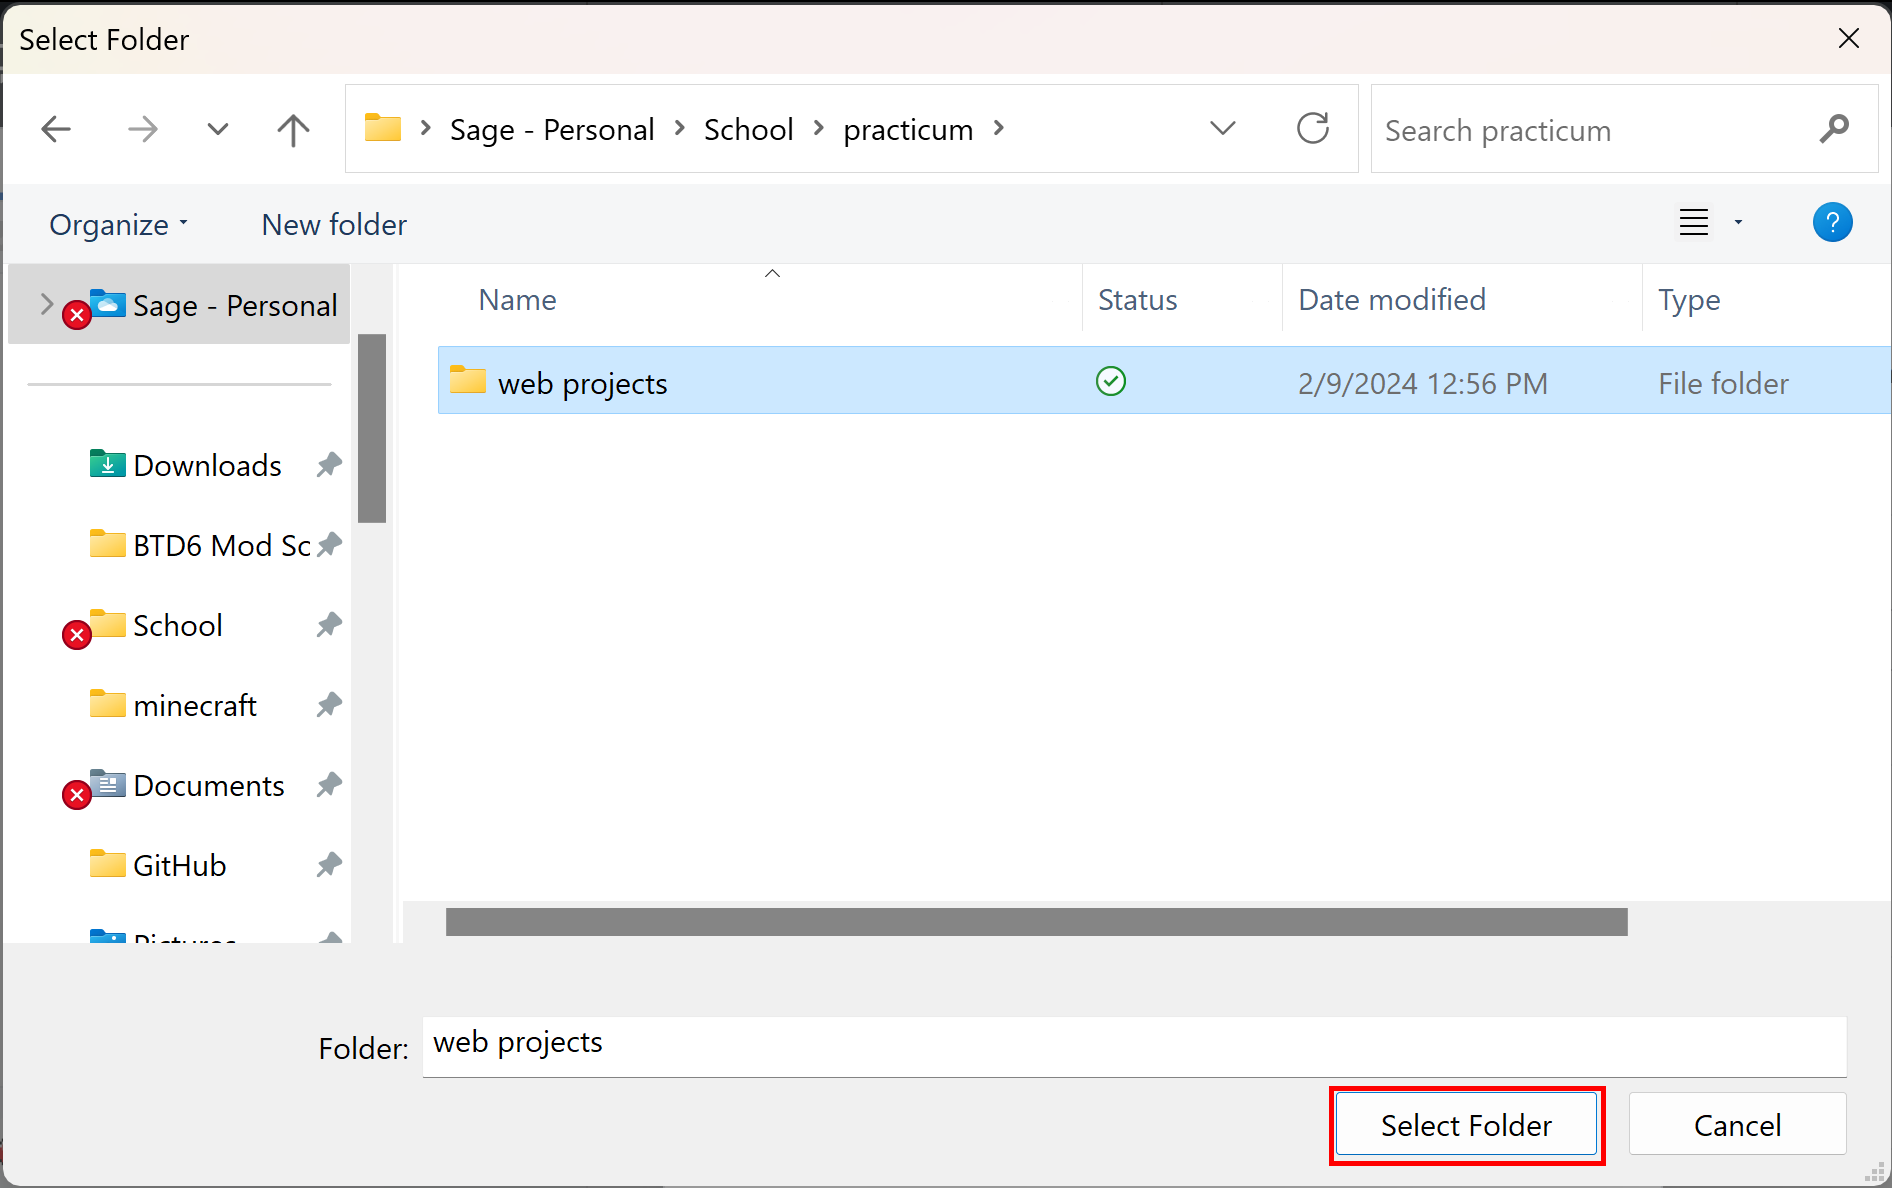 Select Folder
Sage - Personal > School > practicum >
Search practicum
Organize
New folder
?
Sage - Personal
Downloads
BTD6 Mod Sc
School
minecraft
Documents
GitHub
Pictures
Name Status Date modified Type
web projects 2/9/2024 12:56 PM File folder
Folder: web projects
Select Folder
Cancel